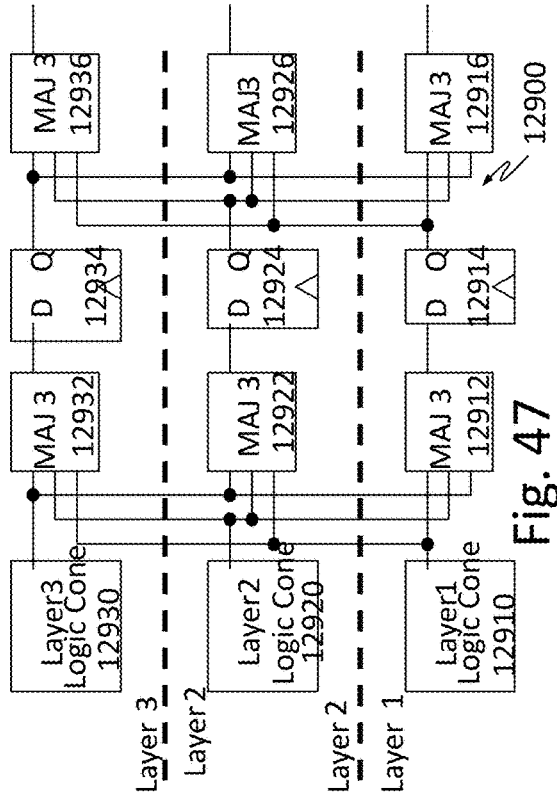 Layer3
Logic Cone
12930
MAJ 3
12932
D Q
12934
MAJ 3
12936
Layer 3
Layer 2
Layer2
Logic Cone
12920
MAJ 3
12922
D Q
12924
MAJ3
12926
Layer 2
Layer 1
Layer1
Logic Cone
12910
MAJ 3
12912
D Q
12914
MAJ3
12916
12900
Fig. 47